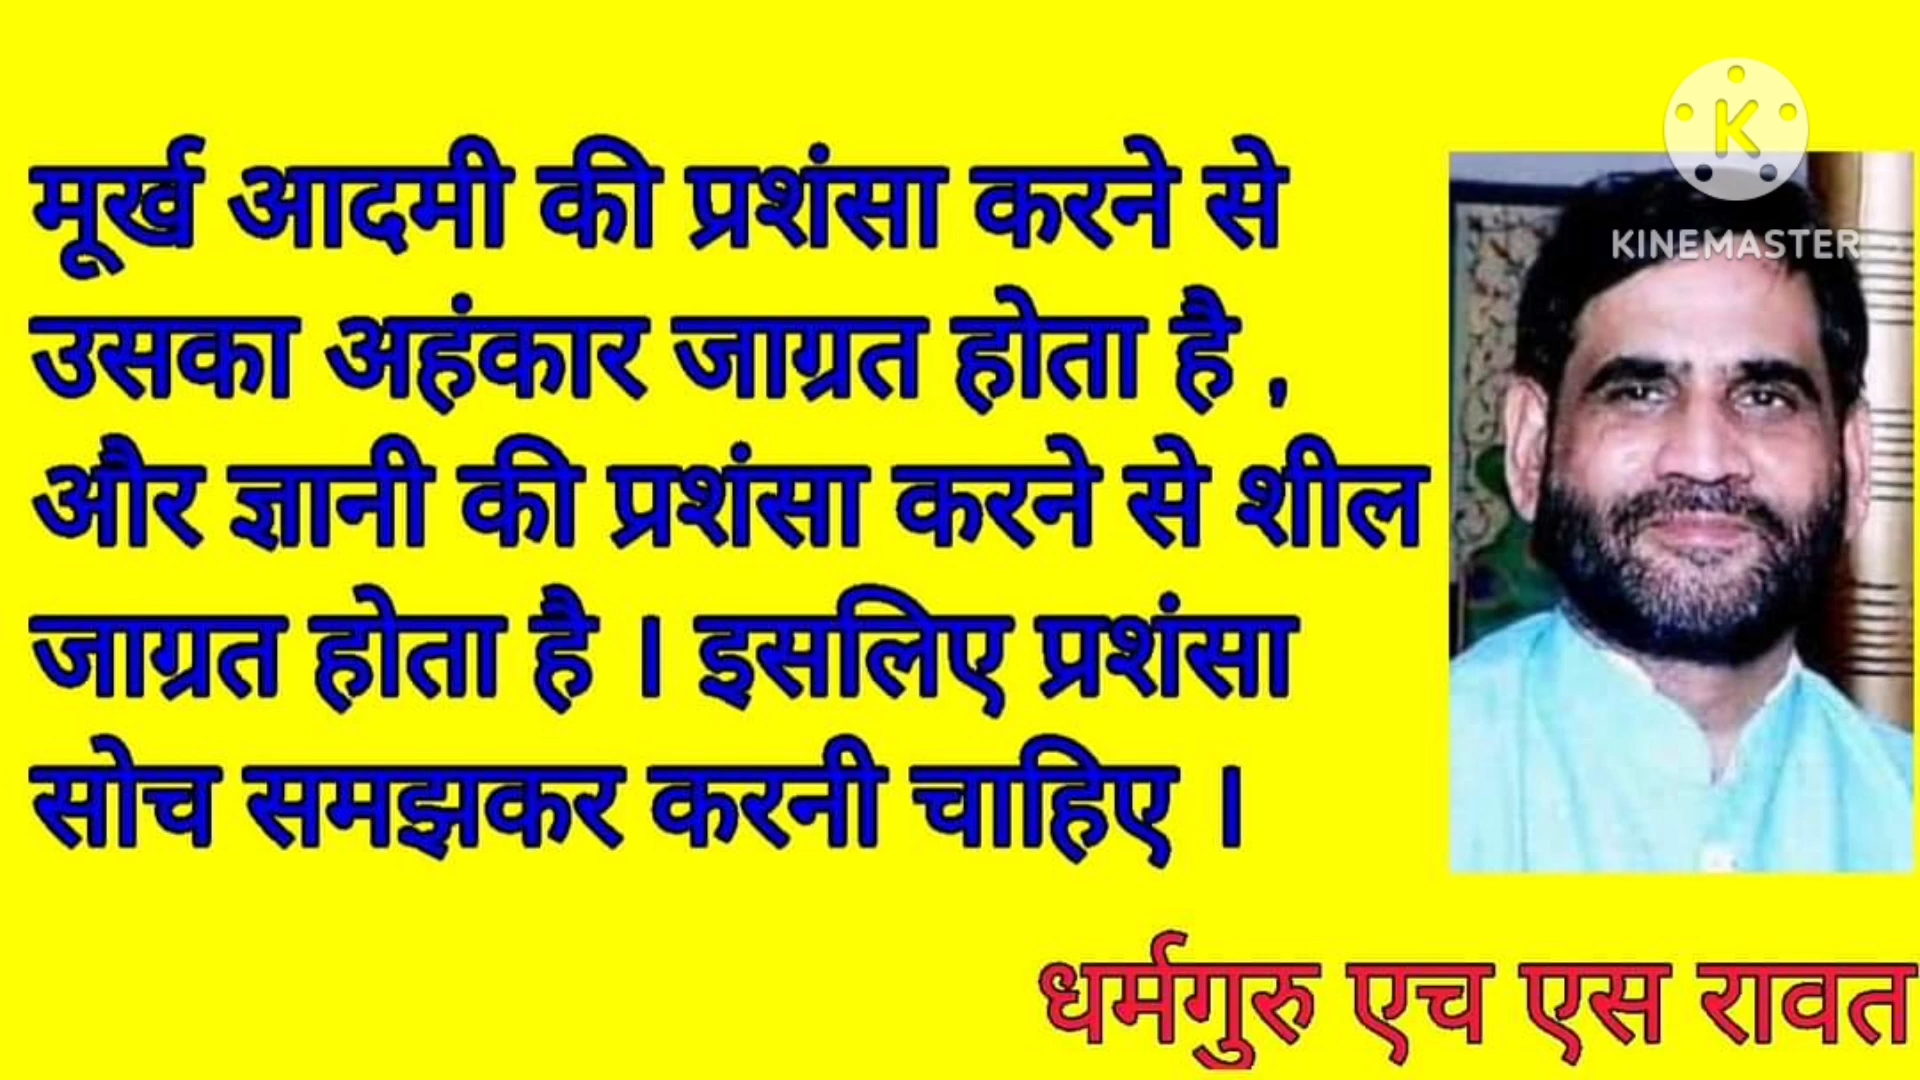 मूर्ख आदमी की प्रशंसा करने से
उसका अहंकार जाग्रत होता है ,
और ज्ञानी की प्रशंसा करने से शील
जाग्रत होता है । इसलिए प्रशंसा
सोच समझकर करनी चाहिए ।
धर्मगुरु एच एस रावत
K
KINEMASTER